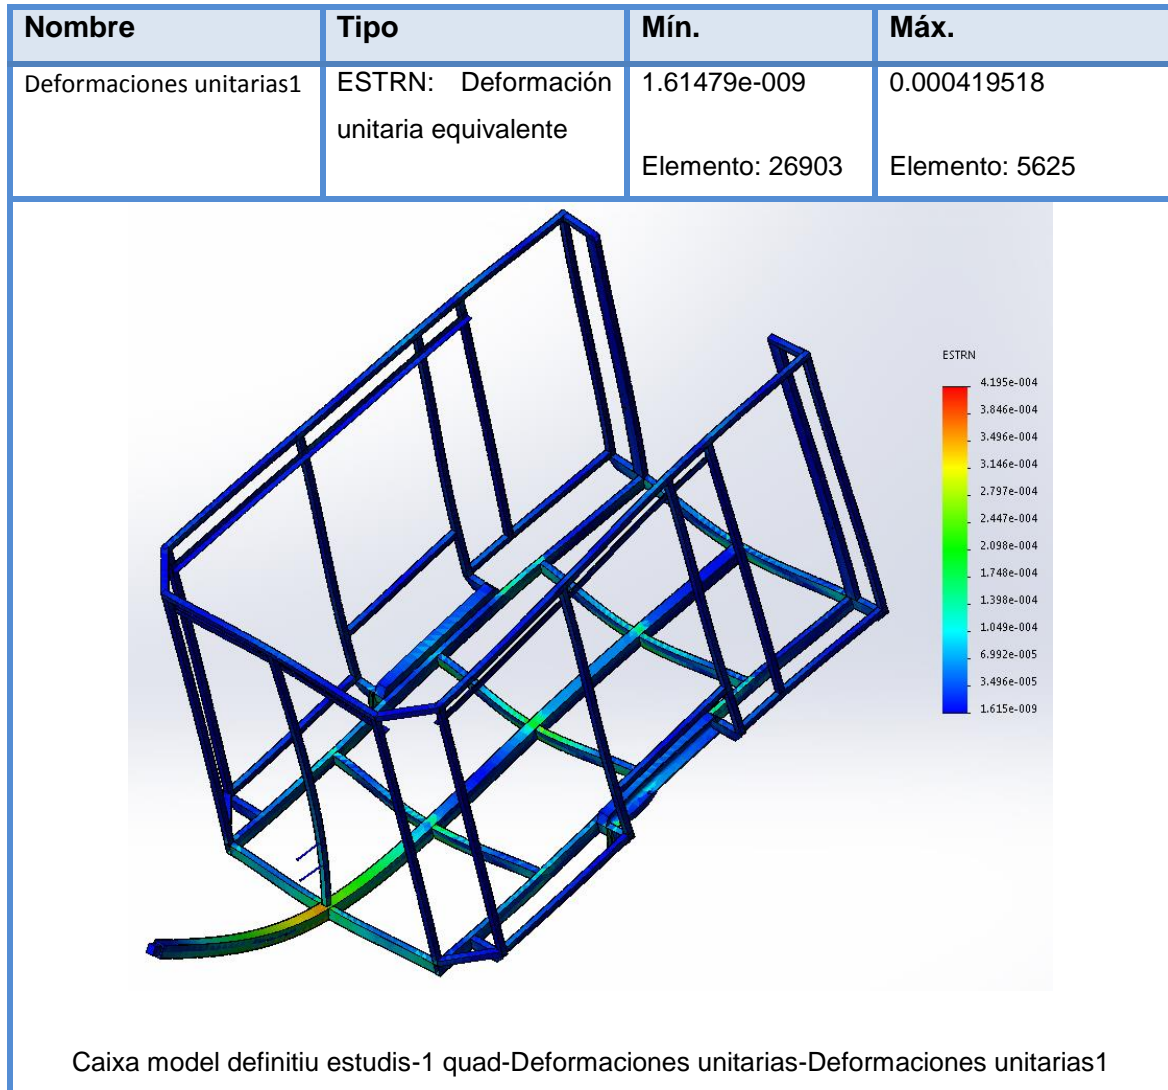 Nombre Tipo Mín. Máx.
Deformaciones unitarias1 ESTRN: Deformación 1.61479e-009 0.000419518
unitaria equivalente
Elemento: 26903 Elemento: 5625
ESTRN
4.195e-004
3.846e-004
3.496e-004
3.146e-004
2.797e-004
2.447e-004
2.098e-004
1.748e-004
1.398e-004
1.049e-004
6.992e-005
3.496e-005
1.615e-009
Caixa model definitiu estudis-1 quad-Deformaciones unitarias-Deformaciones unitarias1